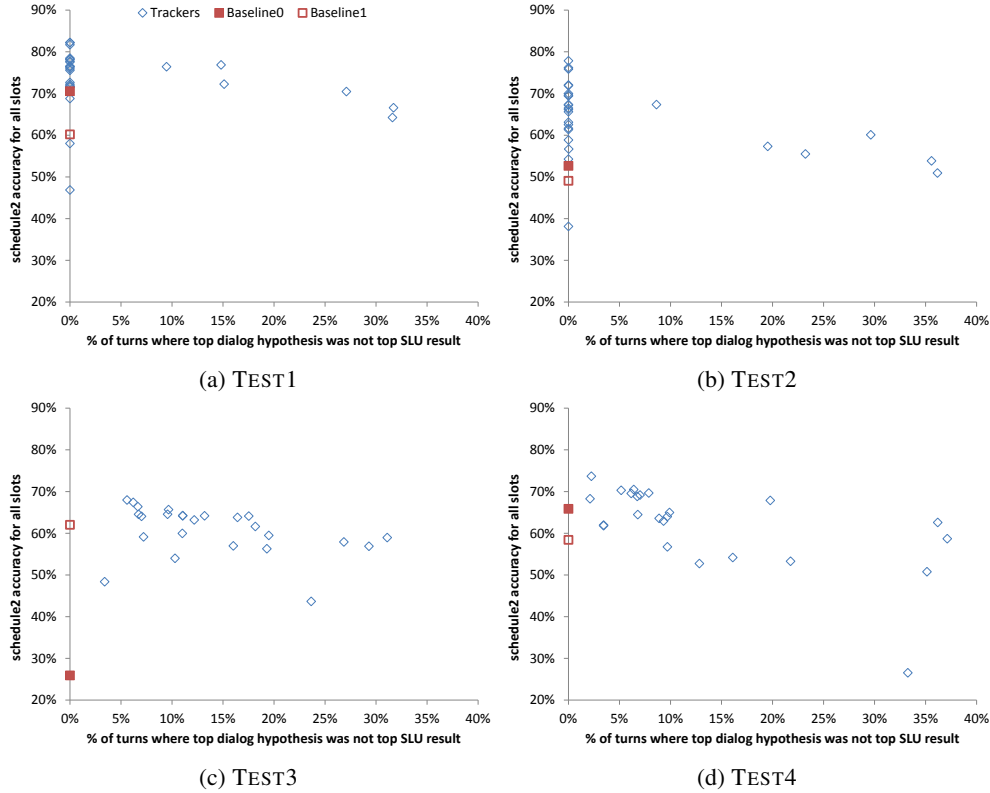 Trackers Baseline0 Baseline1
90%
80%
70%
60%
50%
40%
30%
20%
schedule2 accuracy for all slots
0% 5% 10% 15% 20% 25% 30% 35% 40%
% of turns where top dialog hypothesis was not top SLU result
(a) TEST1
90%
80%
70%
60%
50%
40%
30%
20%
schedule2 accuracy for all slots
0% 5% 10% 15% 20% 25% 30% 35% 40%
% of turns where top dialog hypothesis was not top SLU result
(b) TEST2
90%
80%
70%
60%
50%
40%
30%
20%
schedule2 accuracy for all slots
0% 5% 10% 15% 20% 25% 30% 35% 40%
% of turns where top dialog hypothesis was not top SLU result
(c) TEST3
90%
80%
70%
60%
50%
40%
30%
20%
schedule2 accuracy for all slots
0% 5% 10% 15% 20% 25% 30% 35% 40%
% of turns where top dialog hypothesis was not top SLU result
(d) TEST4